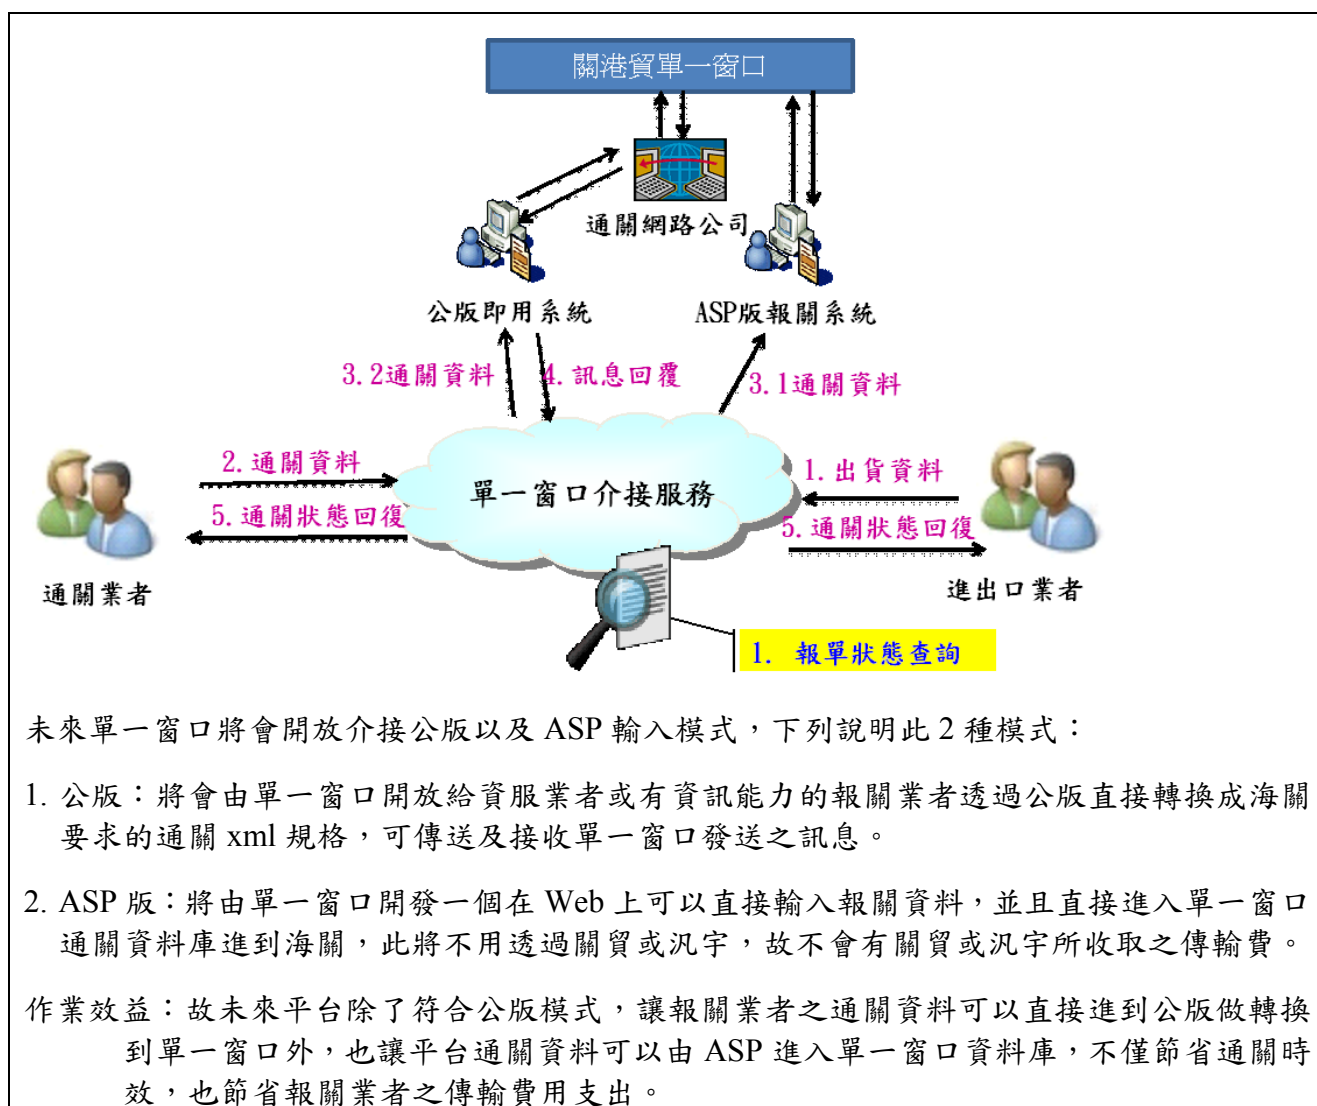 關港貿單一窗口
通關網路公司
公版即用系統
ASP版報關系統
3.2通關資料
4.訊息回覆
3.1通關資料
2.通關資料
1.出貨資料
單一窗口介接服務
5.通關狀態回復
5.通關狀態回復
通關業者
進出口業者
1. 報單狀態查詢
未來單一窗口將會開放介接公版以及 ASP 輸入模式，下列說明此 2 種模式：
1. 公版：將會由單一窗口開放給資服業者或有資訊能力的報關業者透過公版直接轉換成海關
要求的通關 xml 規格，可傳送及接收單一窗口發送之訊息。
2. ASP 版：將由單一窗口開發一個在 Web 上可以直接輸入報關資料，並且直接進入單一窗口
通關資料庫進到海關，此將不用透過關貿或汎宇，故不會有關貿或汎宇所收取之傳輸費。
作業效益：故未來平台除了符合公版模式，讓報關業者之通關資料可以直接進到公版做轉換
到單一窗口外，也讓平台通關資料可以由 ASP 進入單一窗口資料庫，不僅節省通關時
效，也節省報關業者之傳輸費用支出。